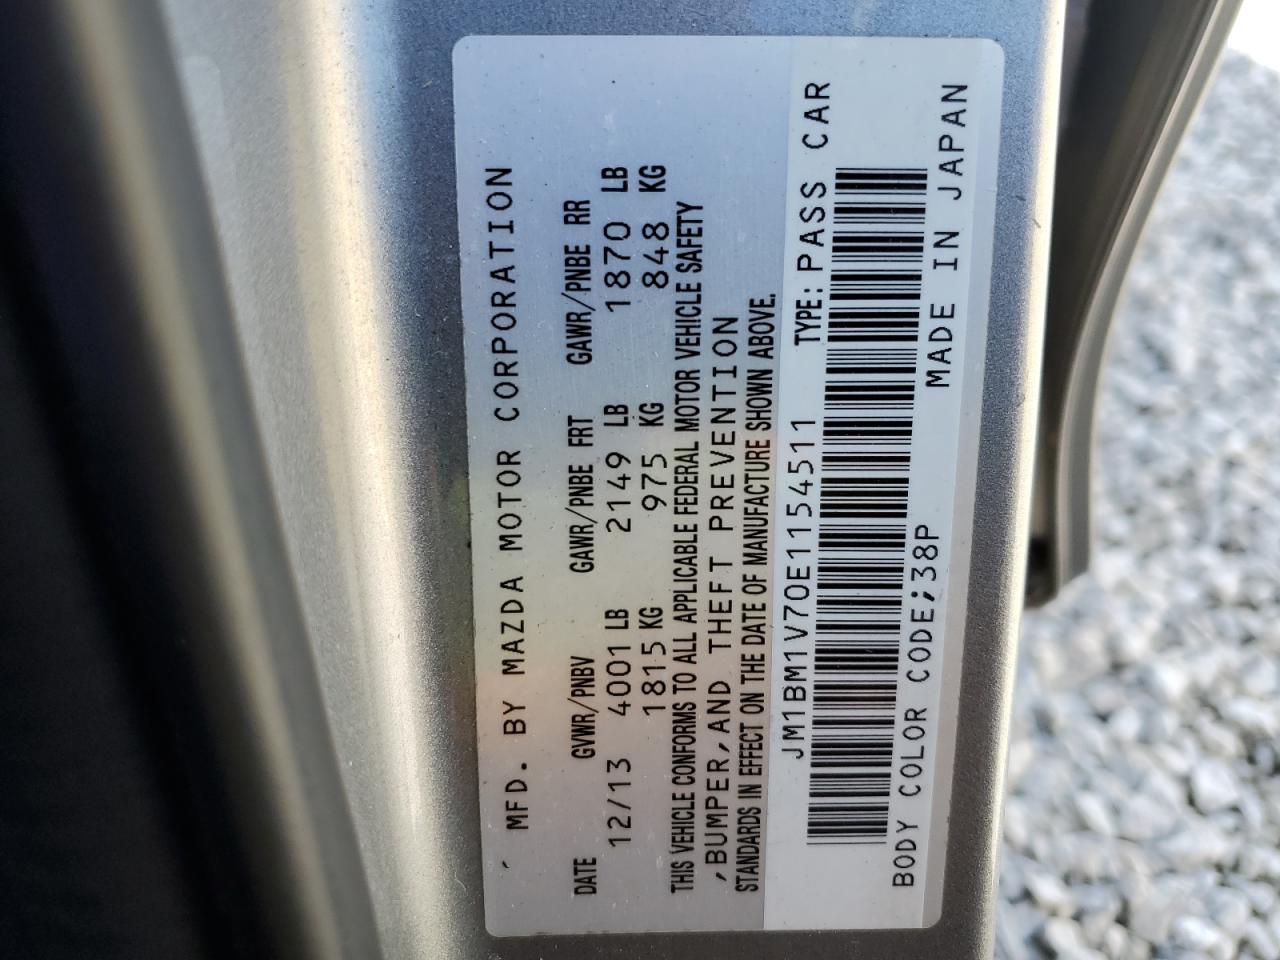 MFD. BY MAZDA MOTOR CORPORATION
DATE GVWR/PNBV GAWR/PNBE FRT GAWR/PNBE RR
12/13 4001 LB 2149 LB 1870 LB
1815 KG 975 KG 848 KG
THIS VEHICLE CONFORMS TO ALL APPLICABLE FEDERAL MOTOR VEHICLE SAFETY
,BUMPER,AND THEFT PREVENTION
STANDARDS IN EFFECT ON THE DATE OF MANUFACTURE SHOWN ABOVE.
JM1BM1V70E1154511 TYPE: PASS CAR
BODY COLOR CODE;38P MADE IN JAPAN